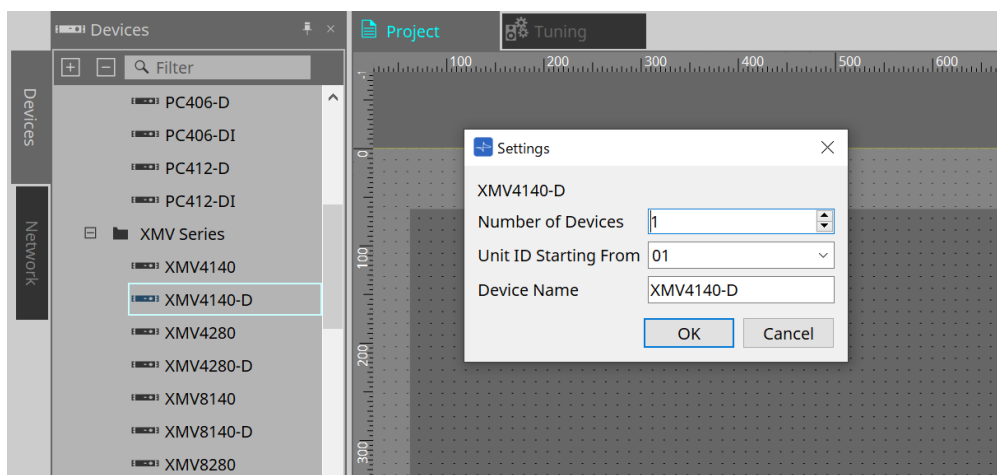 Devices
Project
Tuning
Filter
100 200 300 400 500 600
Devices
Network
PC406-D
PC406-DI
PC412-D
PC412-DI
XMV Series
XMV4140
XMV4140-D
XMV4280
XMV4280-D
XMV8140
XMV8140-D
XMV8280
0
100
200
300
Settings
XMV4140-D
Number of Devices 1
Unit ID Starting From 01
Device Name XMV4140-D
OK Cancel